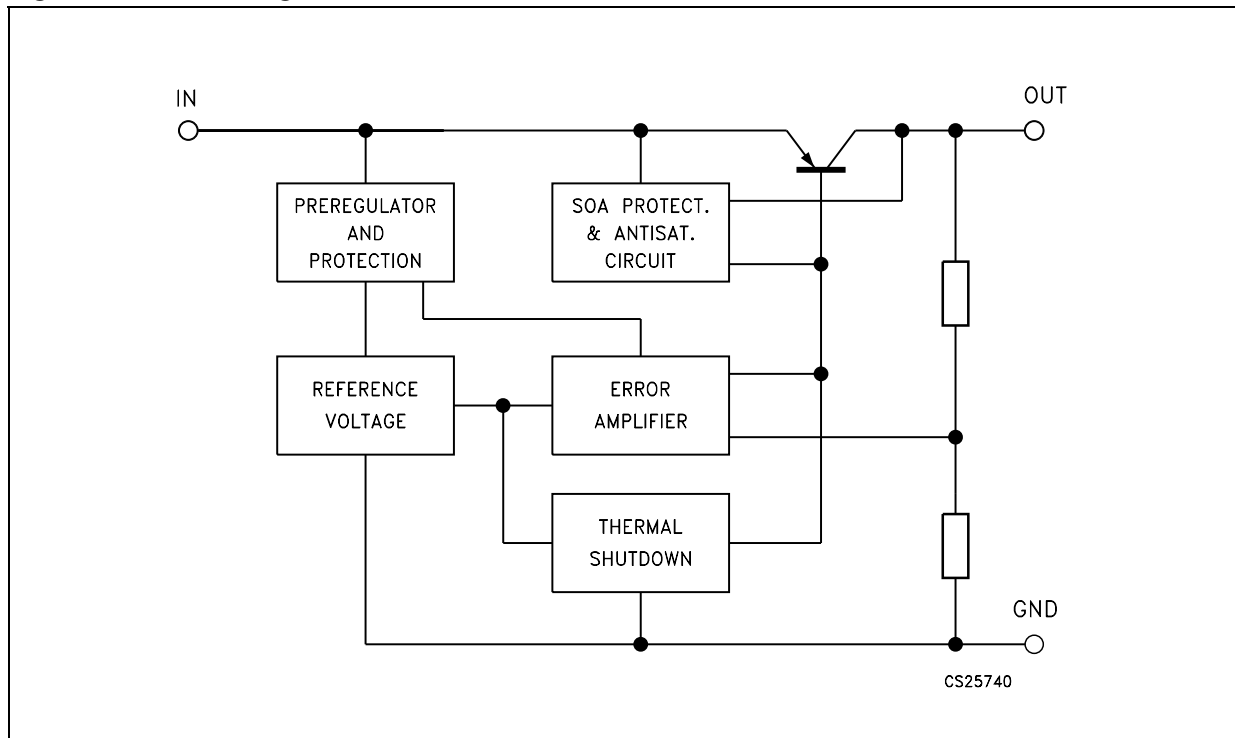 IN
OUT
PREREGULATOR
AND
PROTECTION
SOA PROTECT.
& ANTISAT.
CIRCUIT
REFERENCE
VOLTAGE
ERROR
AMPLIFIER
THERMAL
SHUTDOWN
GND
CS25740